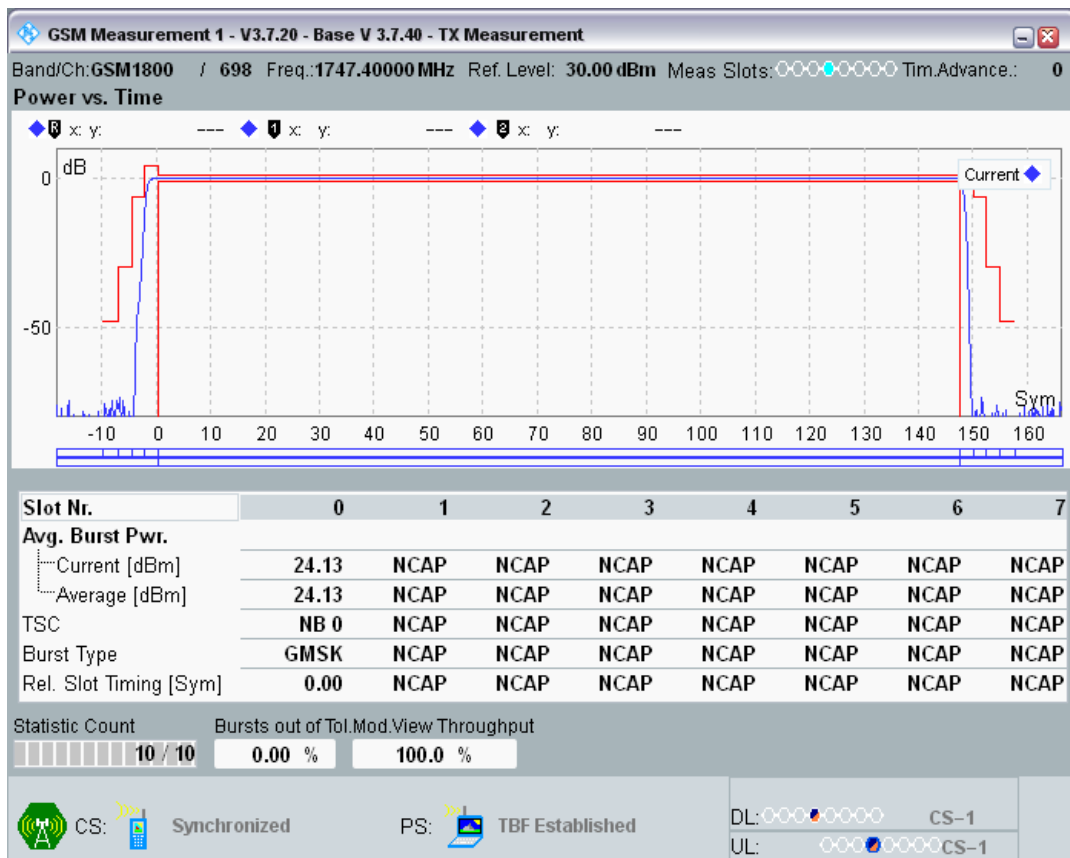 GSM Measurement 1 - V3.7.20 - Base V 3.7.40 - TX Measurement
Band/Ch:GSM1800 / 698 Freq.:1747.40000 MHz Ref. Level: 30.00 dBm Meas Slots: Tim.Advance.: 0
Power vs. Time
R x: y: --- 1 x: y: --- 2 x: y: ---
dB
Current
0
-50
Sym
-10 0 10 20 30 40 50 60 70 80 90 100 110 120 130 140 150 160
Slot Nr. 0 1 2 3 4 5 6 7
Avg. Burst Pwr.
Current [dBm] 24.13 NCAP NCAP NCAP NCAP NCAP NCAP NCAP
Average [dBm] 24.13 NCAP NCAP NCAP NCAP NCAP NCAP NCAP
TSC NB 0 NCAP NCAP NCAP NCAP NCAP NCAP NCAP
Burst Type GMSK NCAP NCAP NCAP NCAP NCAP NCAP NCAP
Rel. Slot Timing [Sym] 0.00 NCAP NCAP NCAP NCAP NCAP NCAP NCAP
Statistic Count Bursts out of Tol. Mod.View Throughput
10 / 10 0.00 % 100.0 %
CS: Synchronized PS: TBF Established
DL: CS-1
UL: CS-1